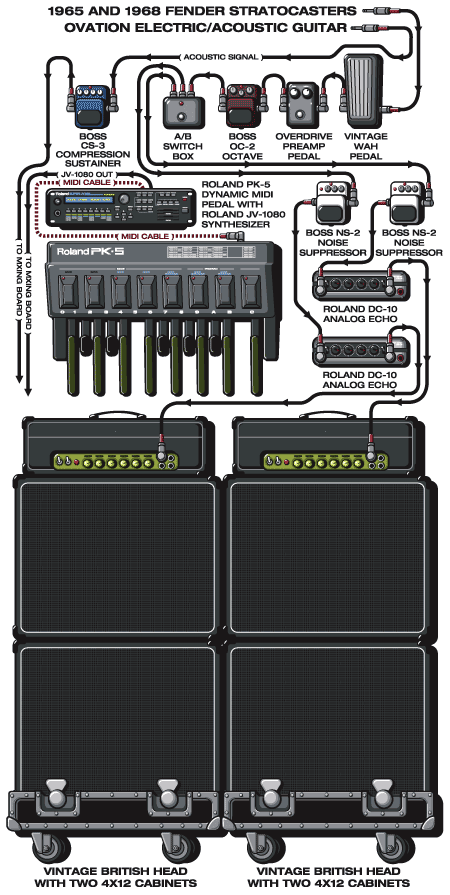 1965 AND 1968 FENDER STRATOCASTERS
OVATION ELECTRIC/ACOUSTIC GUITAR
ACOUSTIC SIGNAL
BOSS
CS-3
COMPRESSION
SUSTAINER
A/B
SWITCH
BOX
BOSS
OC-2
OCTAVE
OVERDRIVE
PREAMP
PEDAL
VINTAGE
WAH
PEDAL
JV-1080 OUT
MIDI CABLE
ROLAND PK-5
DYNAMIC MIDI
PEDAL WITH
ROLAND JV-1080
SYNTHESIZER
Roland
BOSS NS-2
NOISE
SUPPRESSOR
BOSS NS-2
NOISE
SUPPRESSOR
MIDI CABLE
TO MIXING BOARD
TO MIXING BOARD
Roland PK-5
ROLAND DC-10
ANALOG ECHO
ROLAND DC-10
ANALOG ECHO
VINTAGE BRITISH HEAD
WITH TWO 4X12 CABINETS
VINTAGE BRITISH HEAD
WITH TWO 4X12 CABINETS